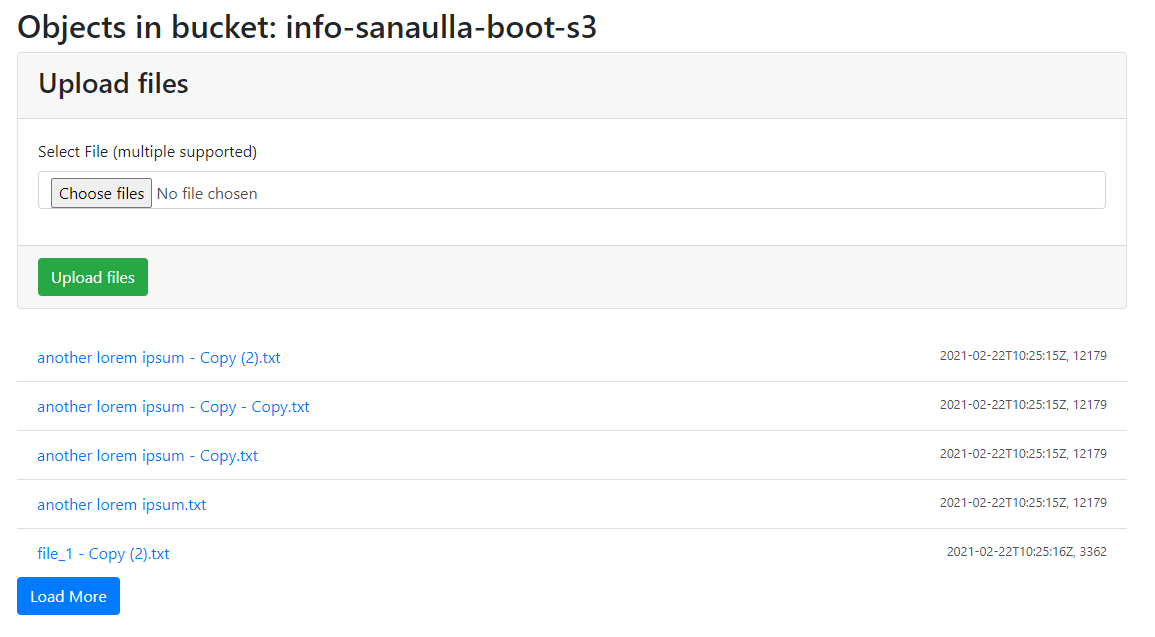 Objects in bucket: info-sanaulla-boot-s3
Upload files
Select File (multiple supported)
Choose files No file chosen
Upload files
another lorem ipsum - Copy (2).txt 2021-02-22T10:25:15Z, 12179
another lorem ipsum - Copy - Copy.txt 2021-02-22T10:25:15Z, 12179
another lorem ipsum - Copy.txt 2021-02-22T10:25:15Z, 12179
another lorem ipsum.txt 2021-02-22T10:25:15Z, 12179
file_1 - Copy (2).txt 2021-02-22T10:25:16Z, 3362
Load More